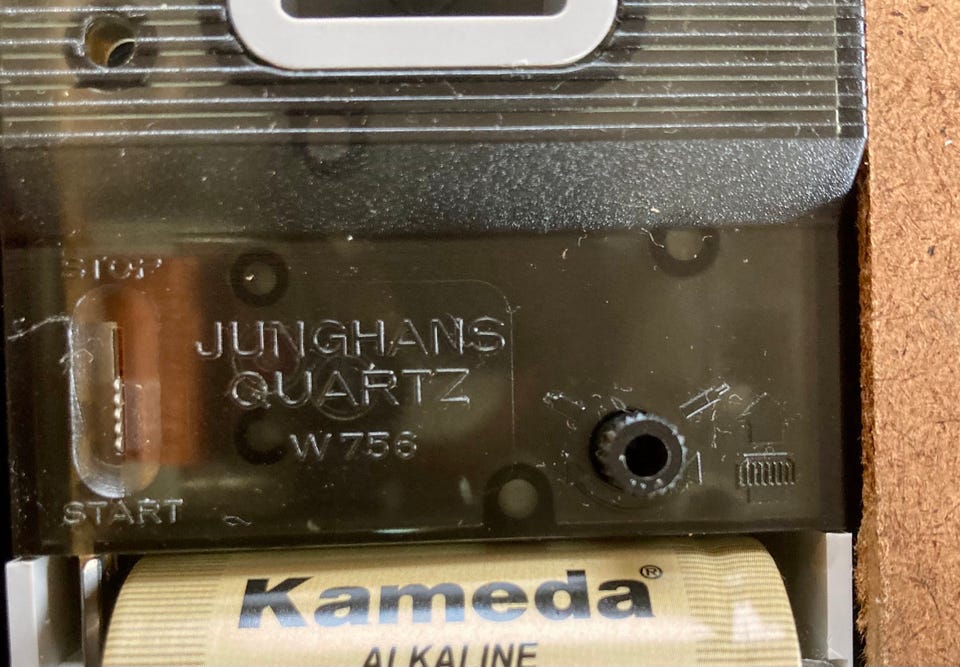 STOP
JUNGHANS
QUARTZ
W756
START
Kameda®
ALKALINE